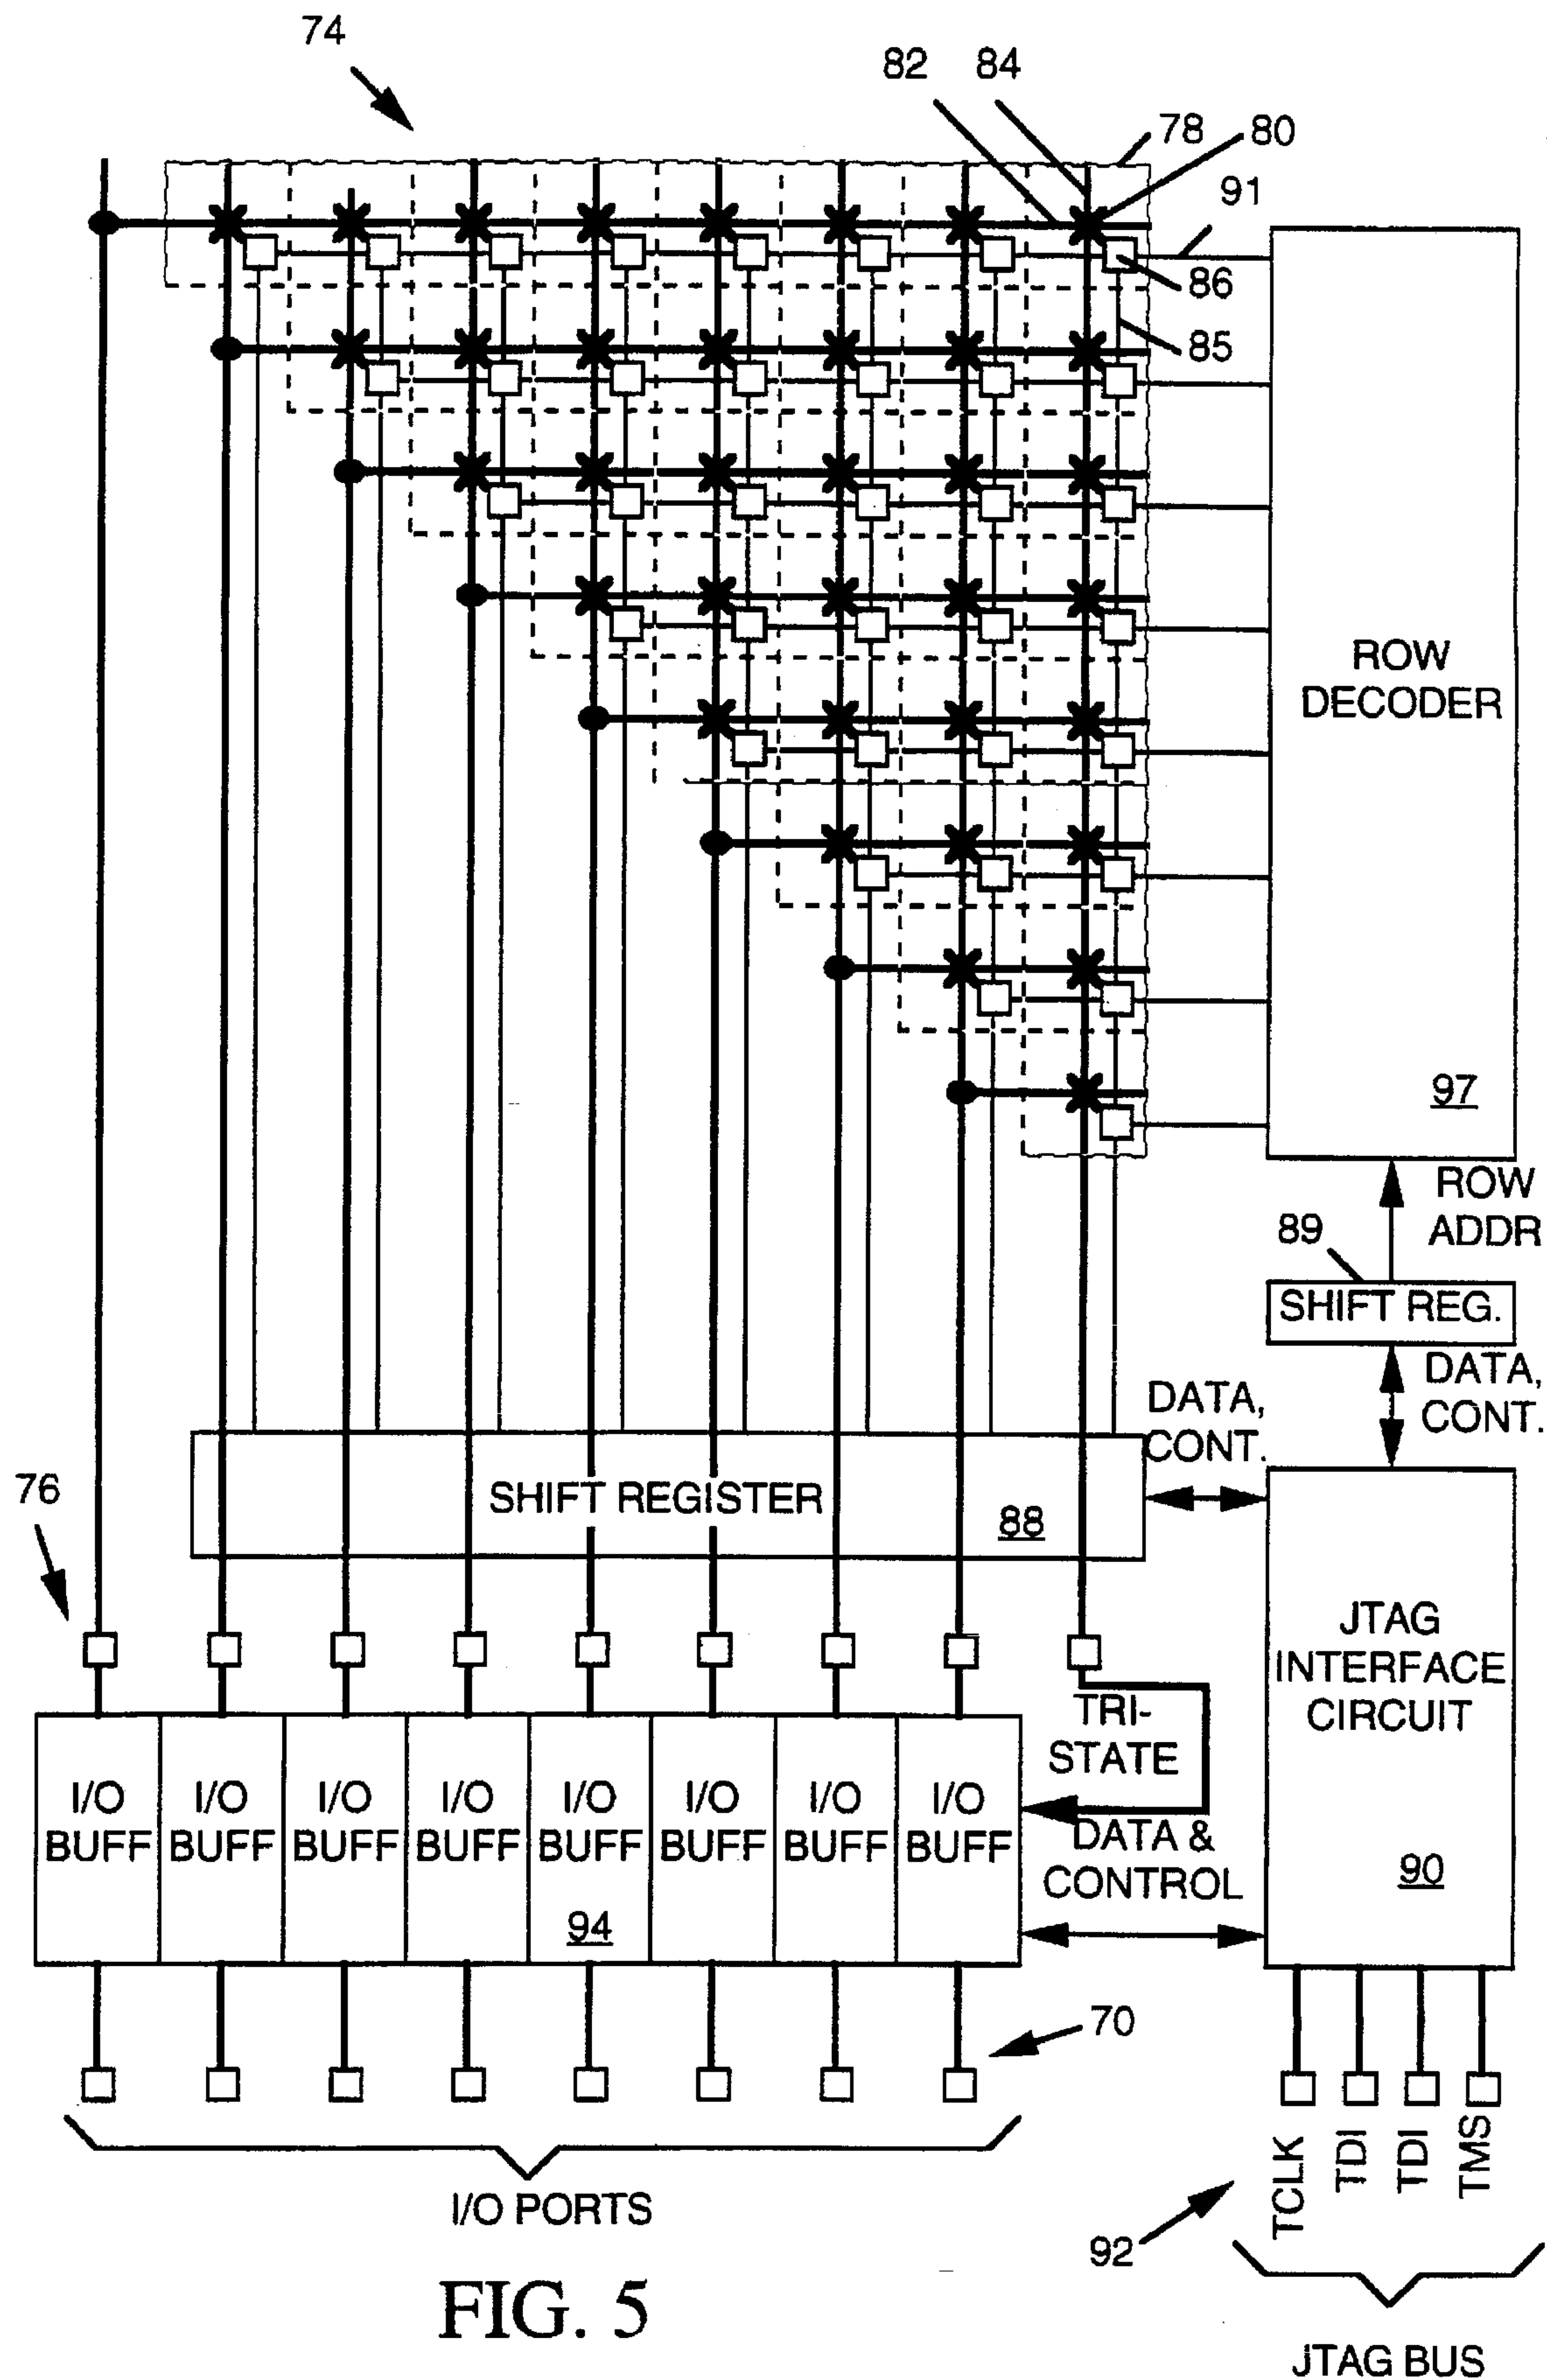 74
82 84
78
80
91
86
85
ROW
DECODER
97
ROW
ADDR
89
SHIFT REG.
DATA,
CONT.
DATA,
CONT.
76
SHIFT REGISTER
88
JTAG
INTERFACE
CIRCUIT
90
TRI-
STATE
I/O I/O I/O I/O I/O I/O I/O I/O
BUFF BUFF BUFF BUFF BUFF BUFF BUFF BUFF
94
DATA &
CONTROL
70
TCLK
TDI
TDI
TMS
I/O PORTS
92
FIG. 5
JTAG BUS